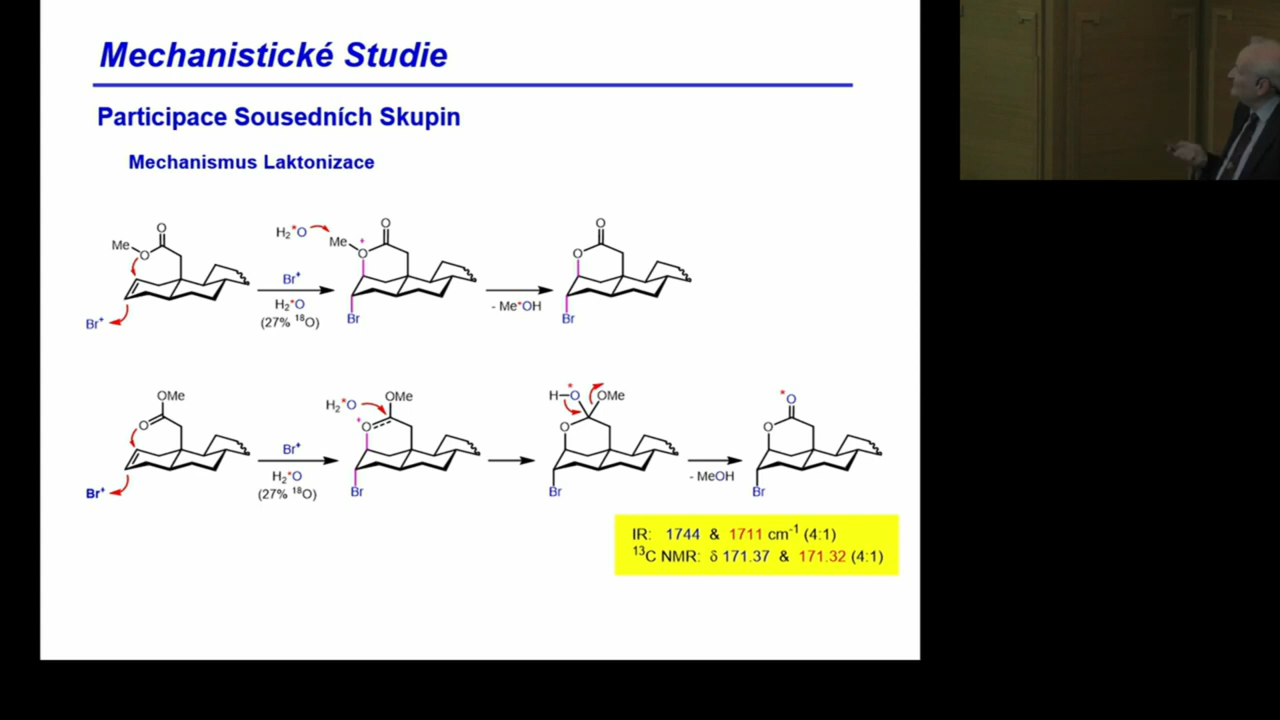 Mechanistické Studie
Participace Sousedních Skupin
Mechanismus Laktonizace
Me O O
Br⁺
H₂*O
Br⁺
H₂*O
(27% ¹⁸O)
Me O⁺ O
Br
- Me*OH
O O
Br
OMe
O
Br⁺
Br⁺
H₂*O
(27% ¹⁸O)
H₂*O
OMe
O⁺
Br
H–O* OMe
O
Br
- MeOH
*O
O
Br
IR: 1744 & 1711 cm⁻¹ (4:1)
¹³C NMR: δ 171.37 & 171.32 (4:1)